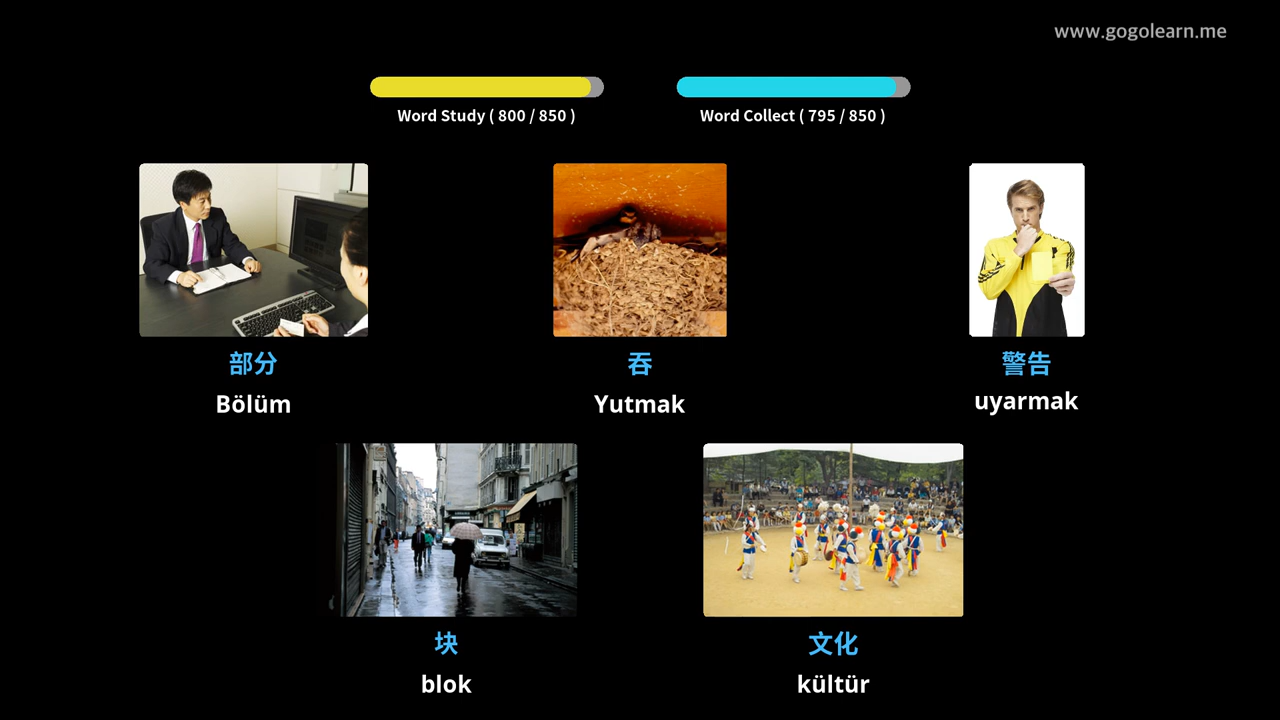 www.gogolearn.me
Word Study ( 800 / 850 )
Word Collect ( 795 / 850 )
部分
Bölüm
吞
Yutmak
警告
uyarmak
块
blok
文化
kültür